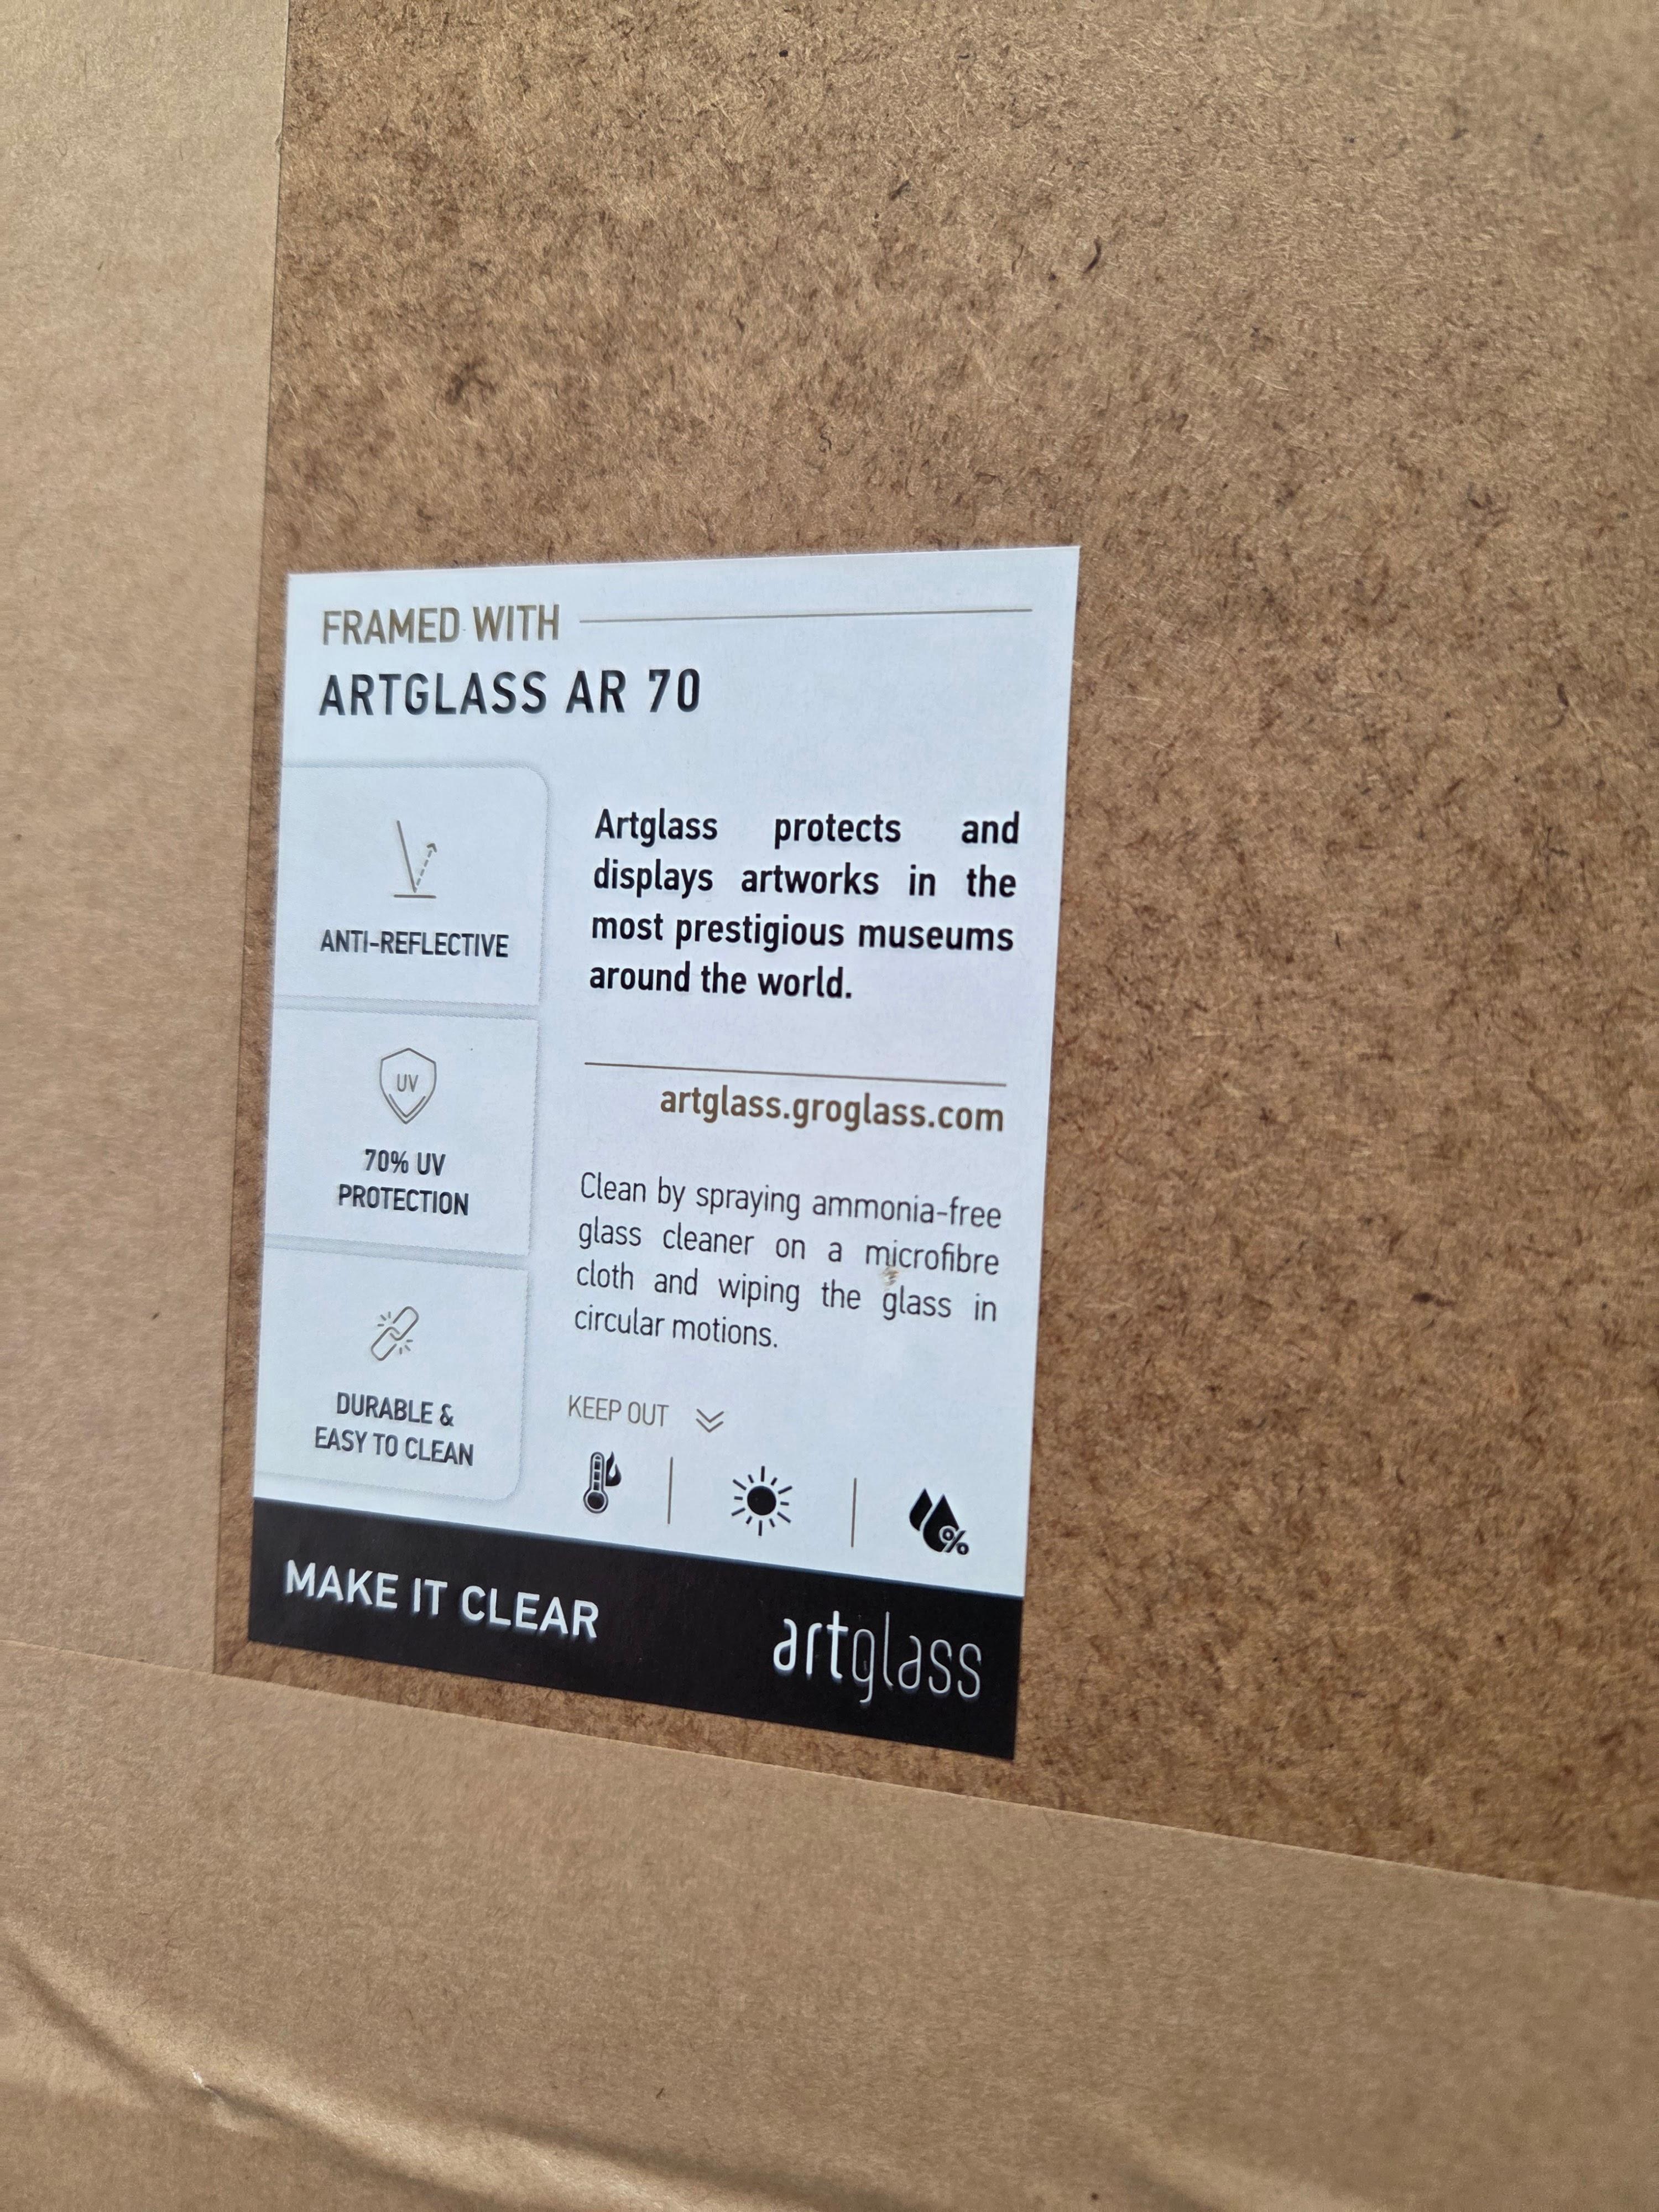 FRAMED WITH
ARTGLASS AR 70
ANTI-REFLECTIVE
UV
70% UV
PROTECTION
DURABLE &
EASY TO CLEAN
Artglass protects and
displays artworks in the
most prestigious museums
around the world.
artglass.groglass.com
Clean by spraying ammonia-free
glass cleaner on a microfibre
cloth and wiping the glass in
circular motions.
KEEP OUT
%
MAKE IT CLEAR
artglass